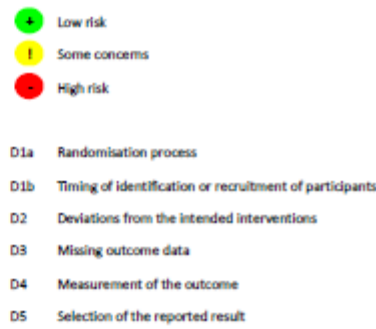 + Low risk
! Some concerns
- High risk
D1a Randomisation process
D1b Timing of identification or recruitment of participants
D2 Deviations from the intended interventions
D3 Missing outcome data
D4 Measurement of the outcome
D5 Selection of the reported result